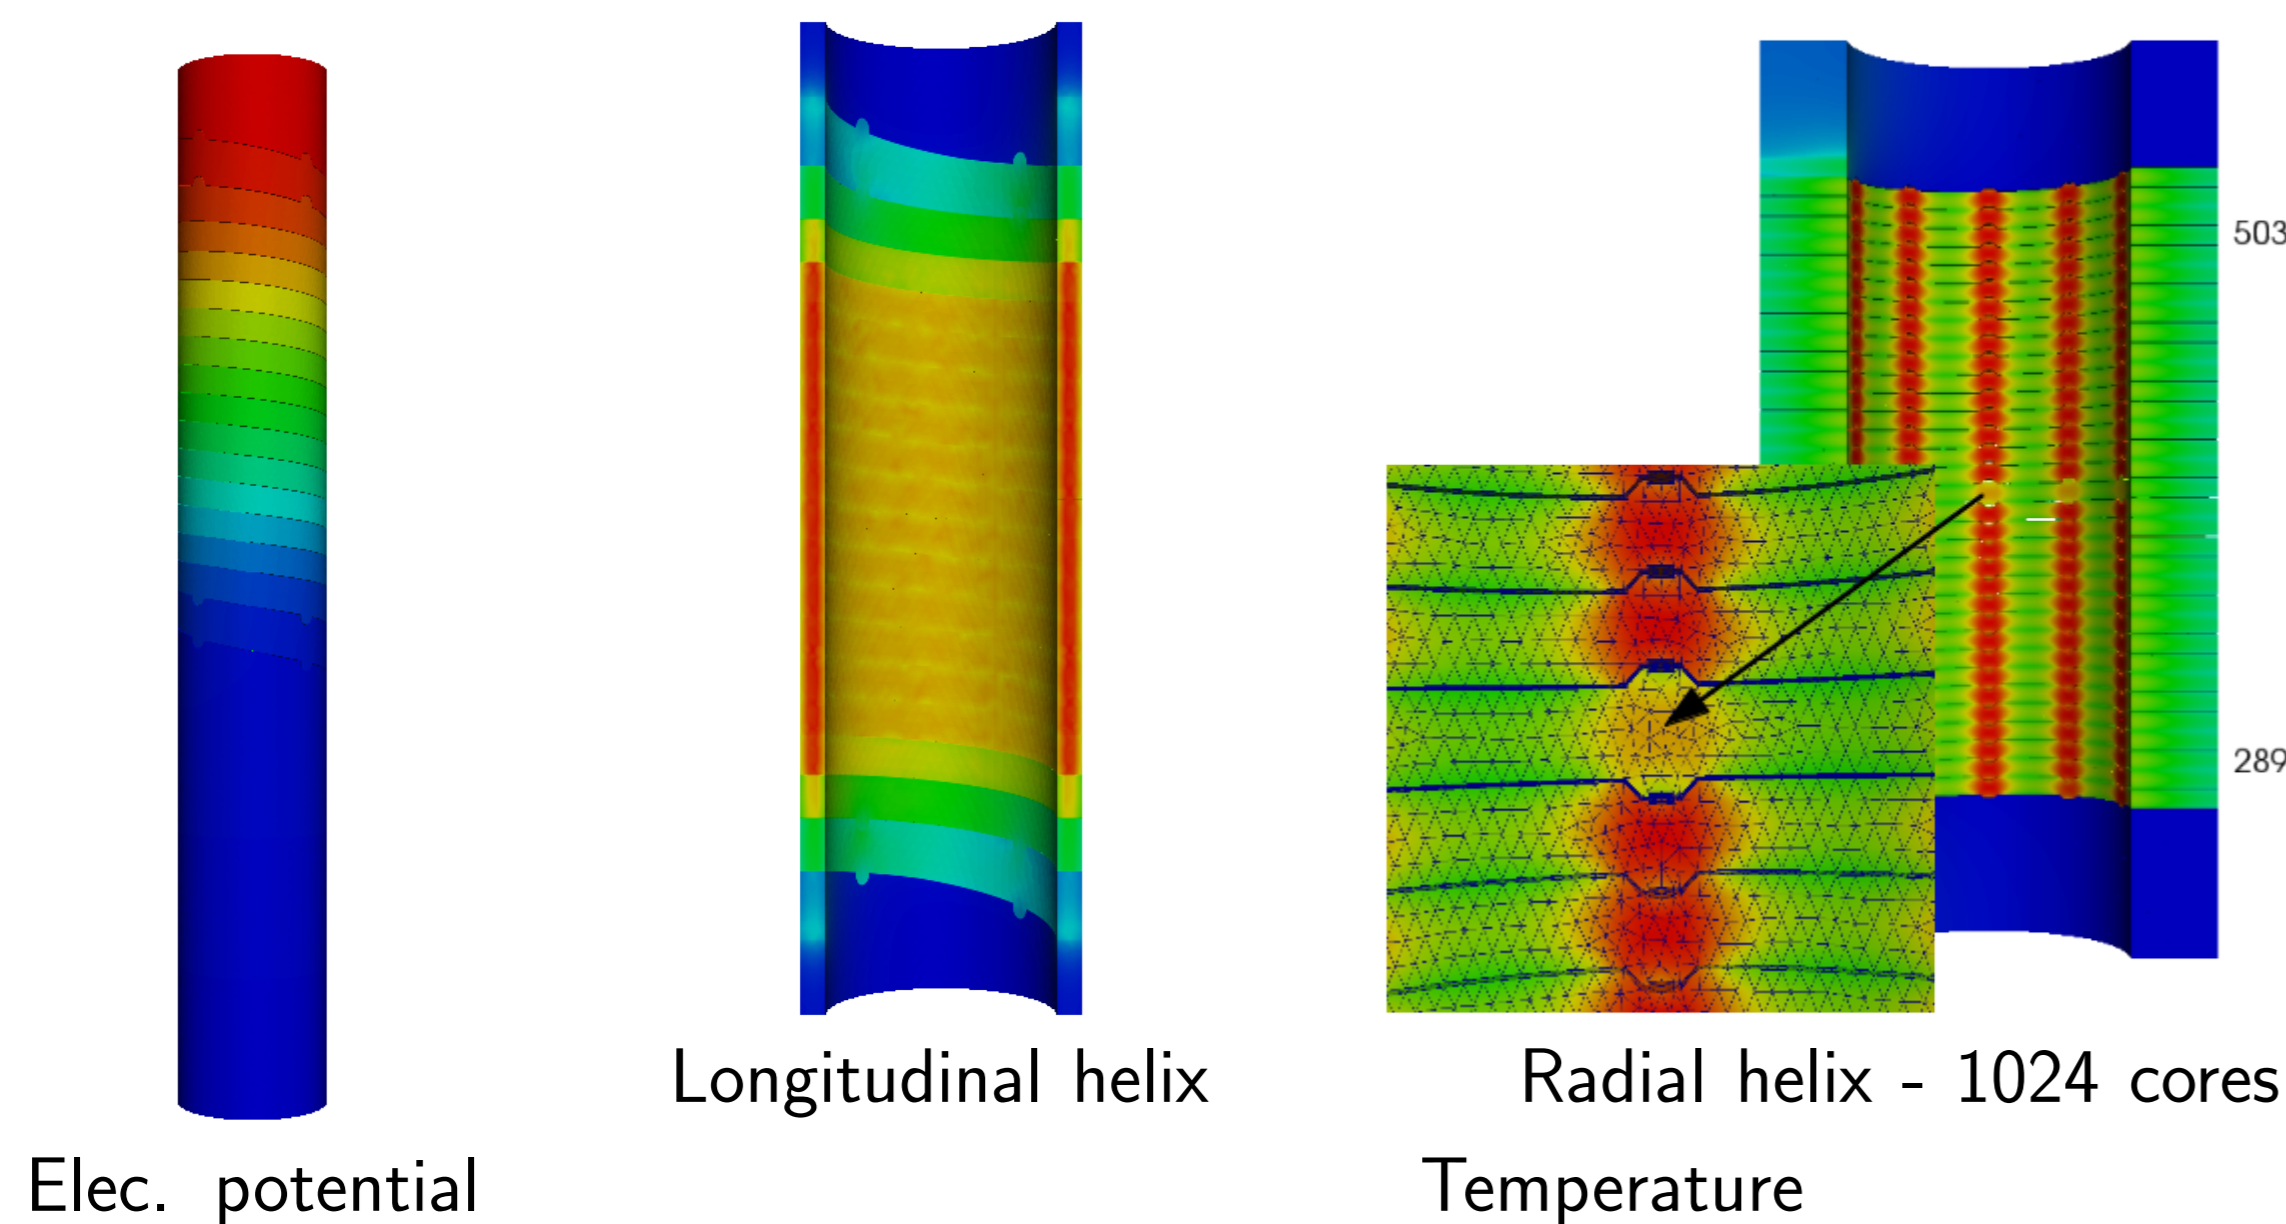 503
289
Longitudinal helix
Radial helix - 1024 cores
Elec. potential
Temperature